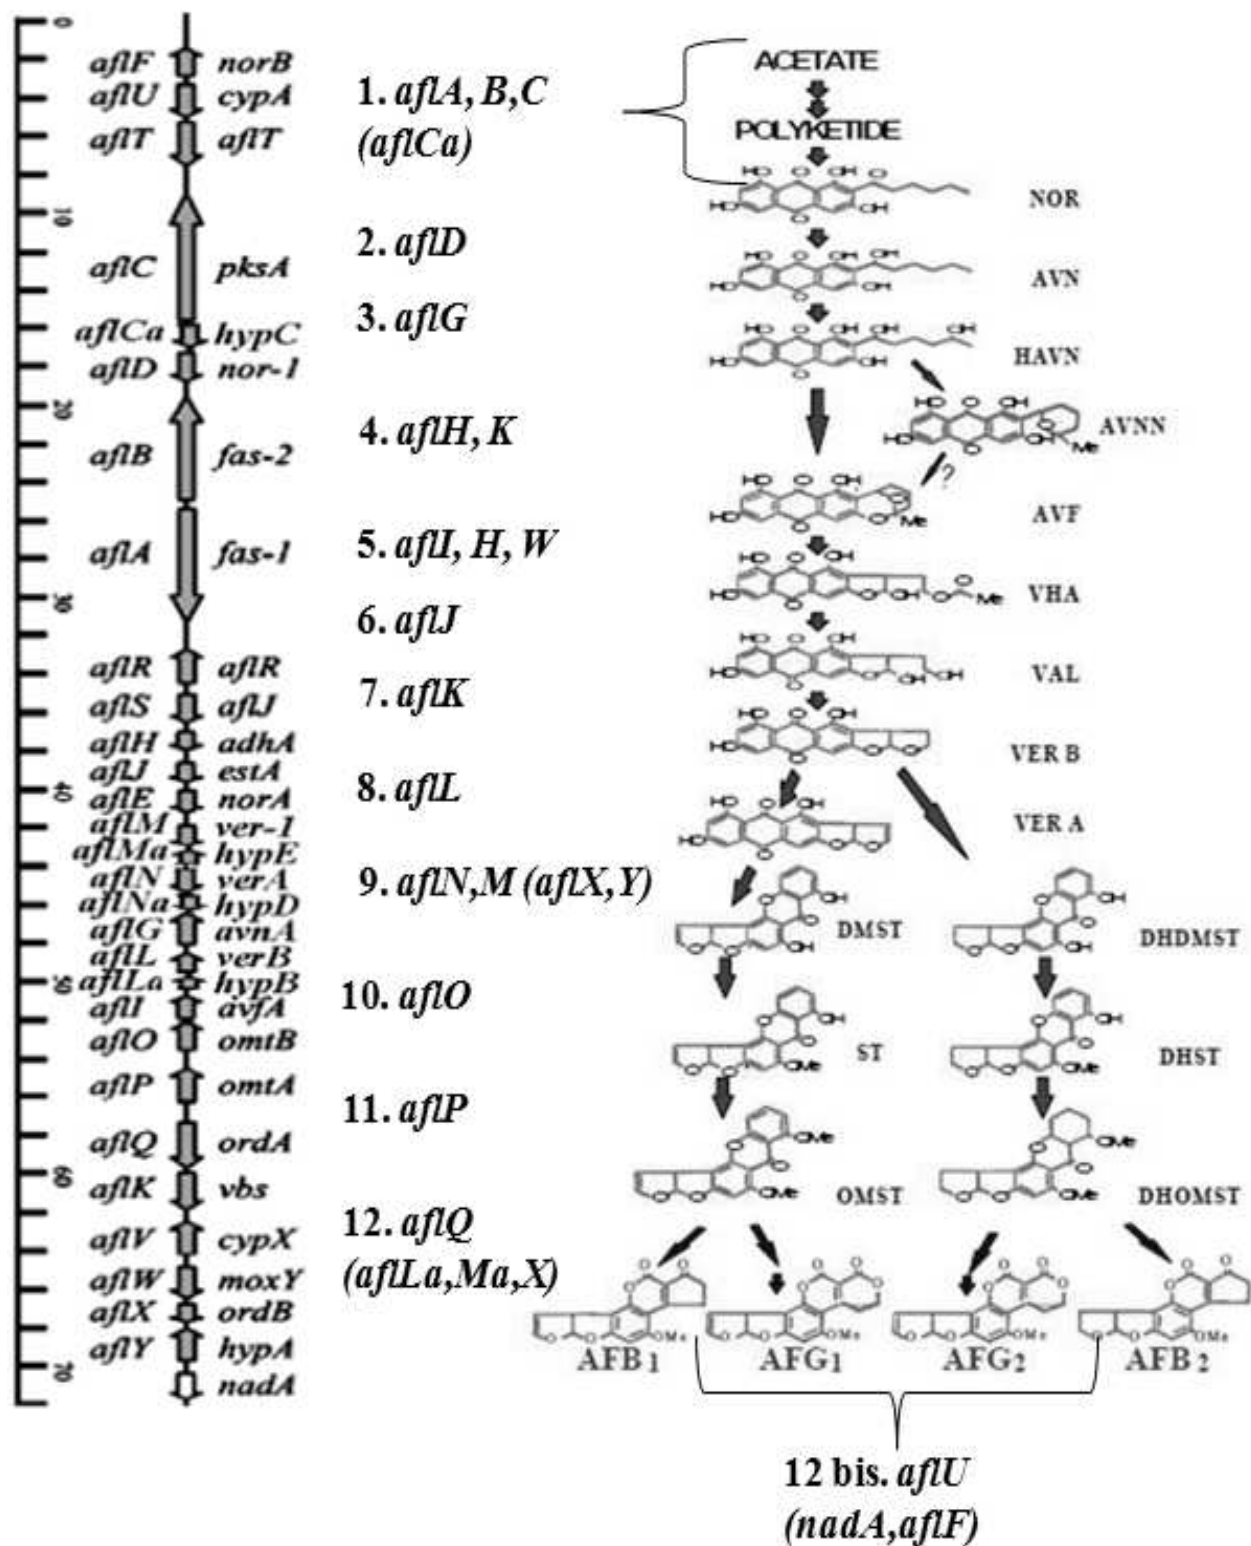 0
aflF norB
aflU cypA
aflT aflT
10
aflC pksA
aflCa hypC
aflD nor-1
20
aflB fas-2
aflA fas-1
30
aflR aflR
aflS aflJ
aflH adhA
aflJ estA
40
aflE norA
aflM ver-1
aflMa hypE
aflN verA
aflNa hypD
aflG avnA
aflL verB
50
aflLa hypB
aflI avfA
aflO omtB
aflP omtA
aflQ ordA
60
aflK vbs
aflV cypX
aflW moxY
aflX ordB
aflY hypA
70
nadA
1. aflA, B,C
(aflCa)
2. aflD
3. aflG
4. aflH, K
5. aflI, H, W
6. aflJ
7. aflK
8. aflL
9. aflN,M (aflX,Y)
10. aflO
11. aflP
12. aflQ
(aflLa,Ma,X)
ACETATE
POLYKETIDE
NOR
AVN
HAVN
AVNN
?
AVF
VHA
VAL
VER B
VER A
DMST DHDMST
ST DHST
OMST DHOMST
AFB1 AFG1 AFG2 AFB2
12 bis. aflU
(nadA,aflF)